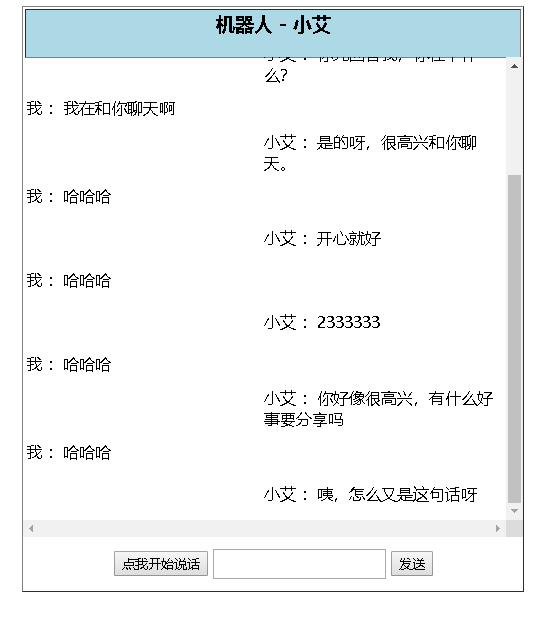 机器人 - 小艾
么?
我： 我在和你聊天啊
小艾： 是的呀，很高兴和你聊
天。
我： 哈哈哈
小艾： 开心就好
我： 哈哈哈
小艾： 2333333
我： 哈哈哈
小艾： 你好像很高兴，有什么好
事要分享吗
我： 哈哈哈
小艾： 咦，怎么又是这句话呀
点我开始说话 发送